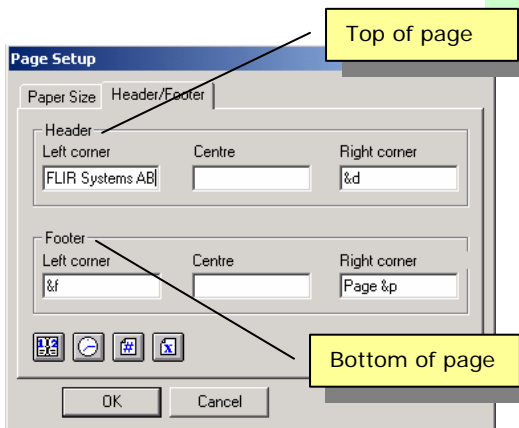 Top of page
Page Setup
Paper Size Header/Footer
Header
Left corner Centre Right corner
FLIR Systems AB &d
Footer
Left corner Centre Right corner
&f Page &p
12 # x
Bottom of page
OK Cancel